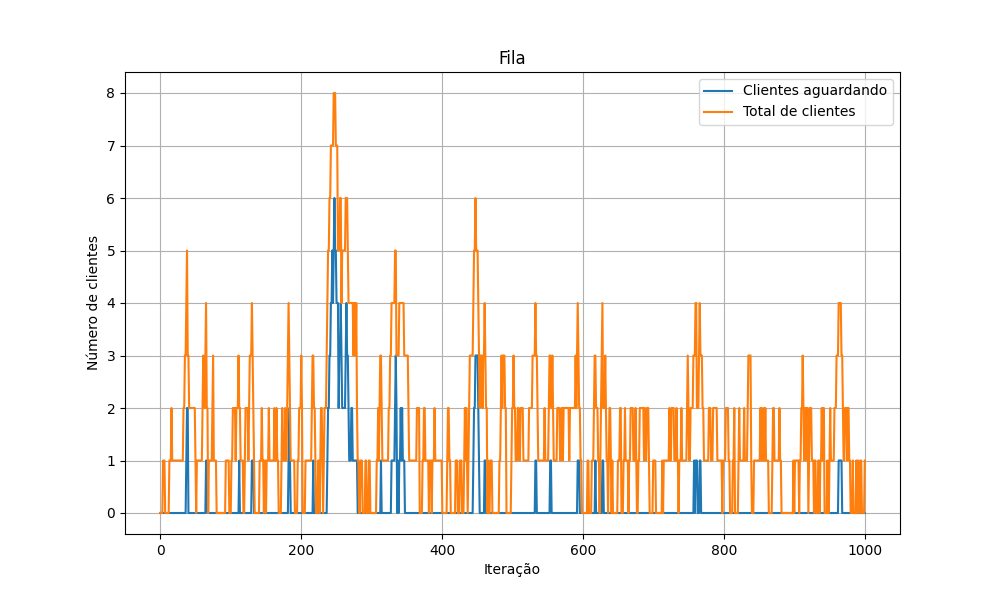 Fila
Clientes aguardando
Total de clientes
Número de clientes
8
7
6
5
4
3
2
1
0
0 200 400 600 800 1000
Iteração